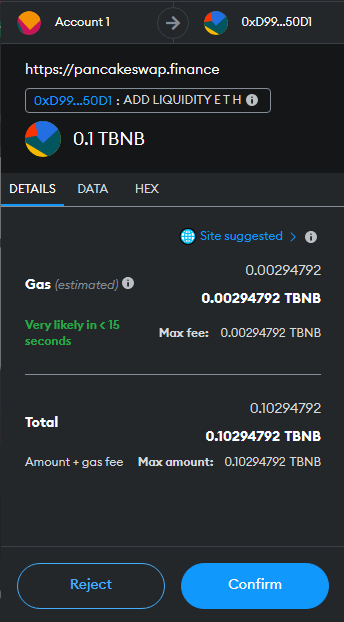 Account 1
0xD99...50D1
https://pancakeswap.finance
0xD99...50D1 : ADD LIQUIDITY E T H
0.1 TBNB
DETAILS DATA HEX
Site suggested >
0.00294792
Gas (estimated) 0.00294792 TBNB
Very likely in < 15 seconds
Max fee: 0.00294792 TBNB
0.10294792
Total 0.10294792 TBNB
Amount + gas fee Max amount: 0.10294792 TBNB
Reject Confirm